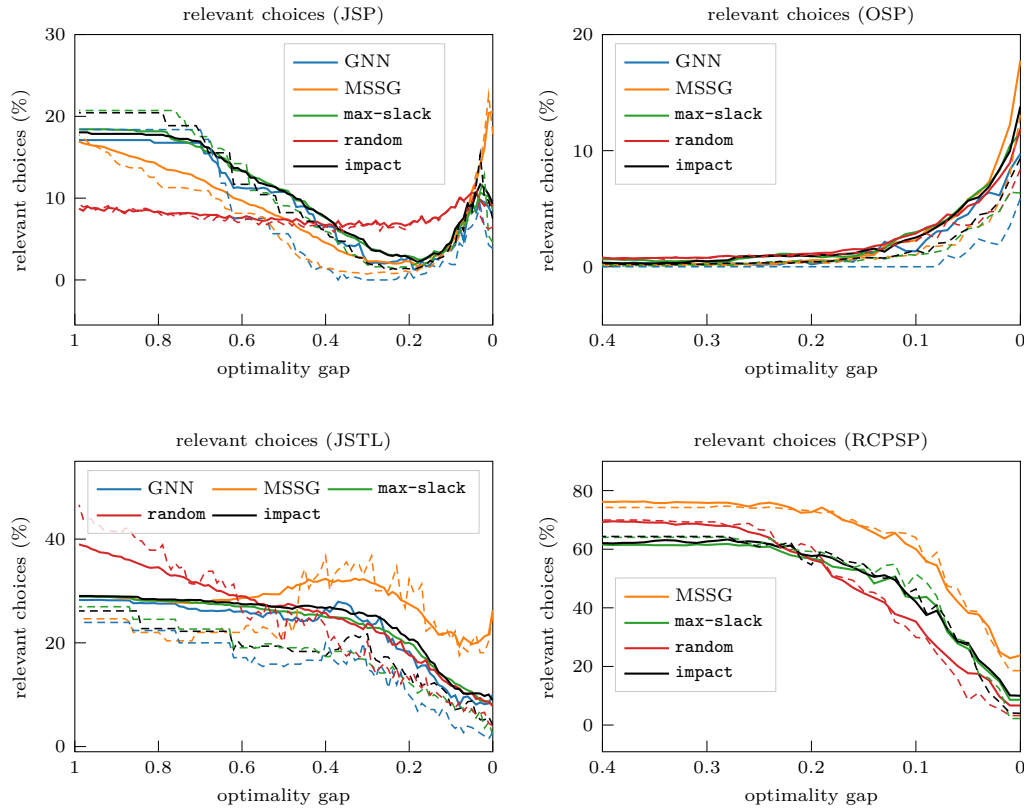 relevant choices (JSP)
relevant choices (%)
30
20
10
0
GNN
MSSG
max-slack
random
impact
1
0.8
0.6
0.4
0.2
0
optimality gap
relevant choices (OSP)
relevant choices (%)
20
10
0
GNN
MSSG
max-slack
random
impact
0.4
0.3
0.2
0.1
0
optimality gap
relevant choices (JSTL)
relevant choices (%)
40
20
0
GNN MSSG max-slack
random impact
1
0.8
0.6
0.4
0.2
0
optimality gap
relevant choices (RCPSP)
relevant choices (%)
80
60
40
20
0
MSSG
max-slack
random
impact
0.4
0.3
0.2
0.1
0
optimality gap